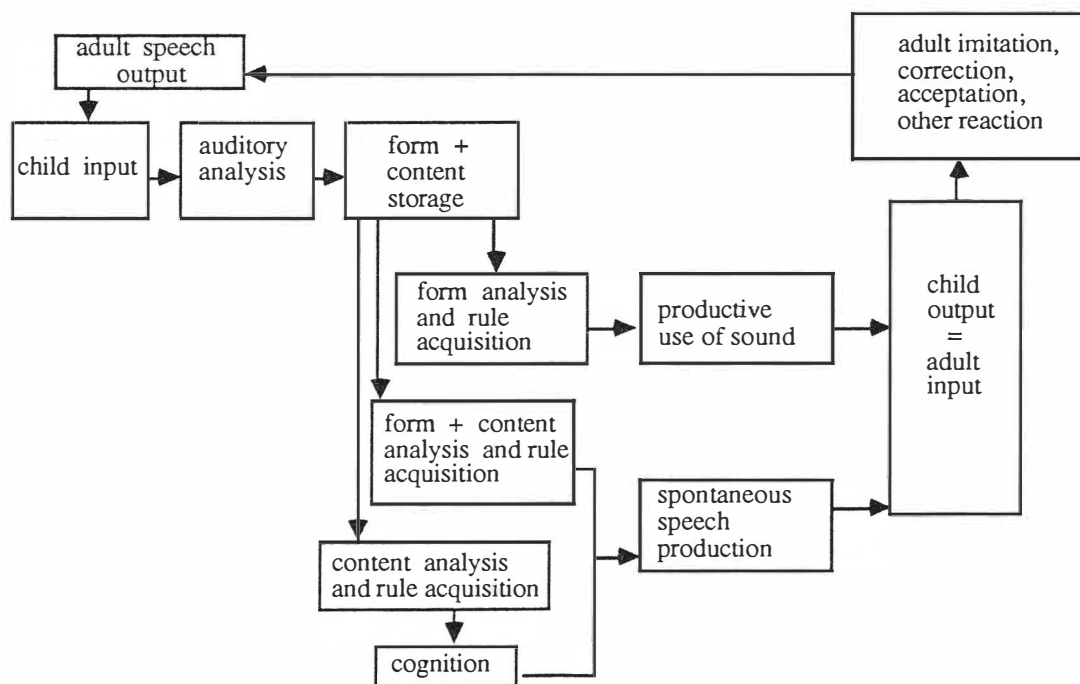 adult speech
output
child input
auditory
analysis
form +
content
storage
form analysis
and rule
acquisition
productive
use of sound
form + content
analysis and rule
acquisition
content analysis
and rule acquisition
cognition
spontaneous
speech
production
child
output
=
adult
input
adult imitation,
correction,
acceptation,
other reaction